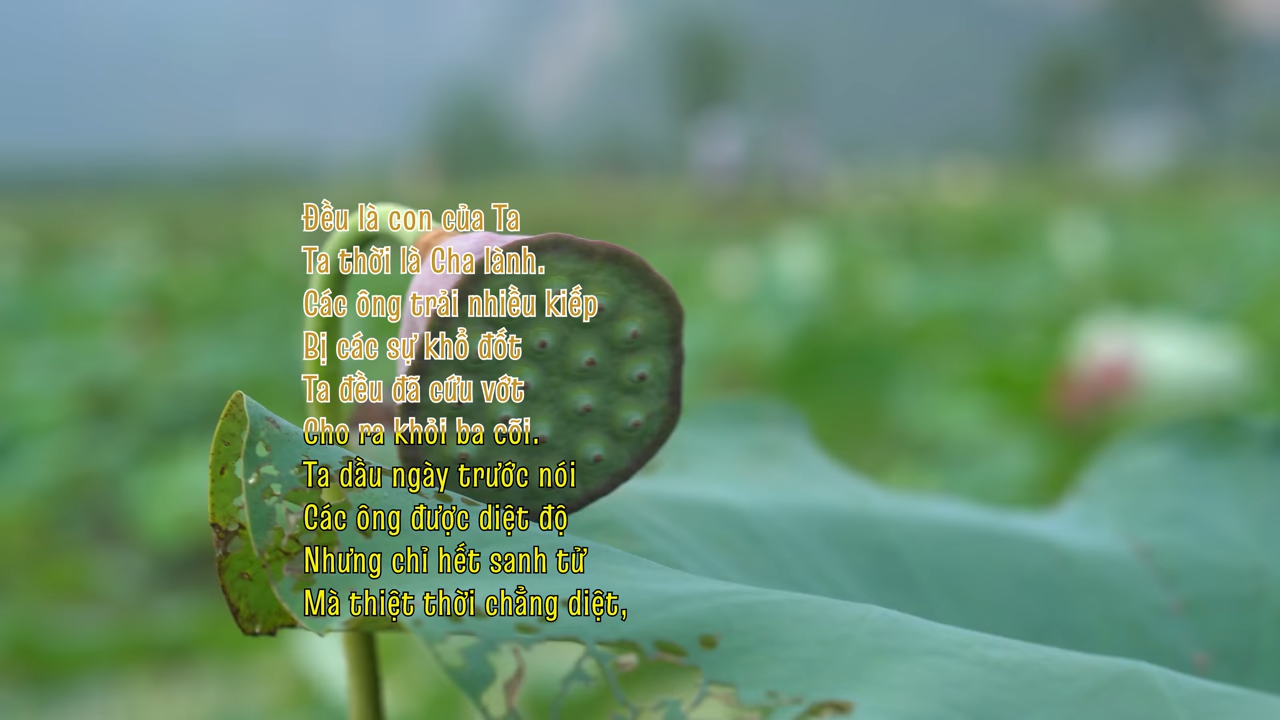 Đều là con của Ta
Ta thời là Cha lành.
Các ông trải nhiều kiếp
Bị các sự khổ đốt
Ta đều đã cứu vớt
Cho ra khỏi ba cõi.
Ta dầu ngày trước nói
Các ông được diệt độ
Nhưng chỉ hết sanh tử
Mà thiệt thời chẳng diệt,